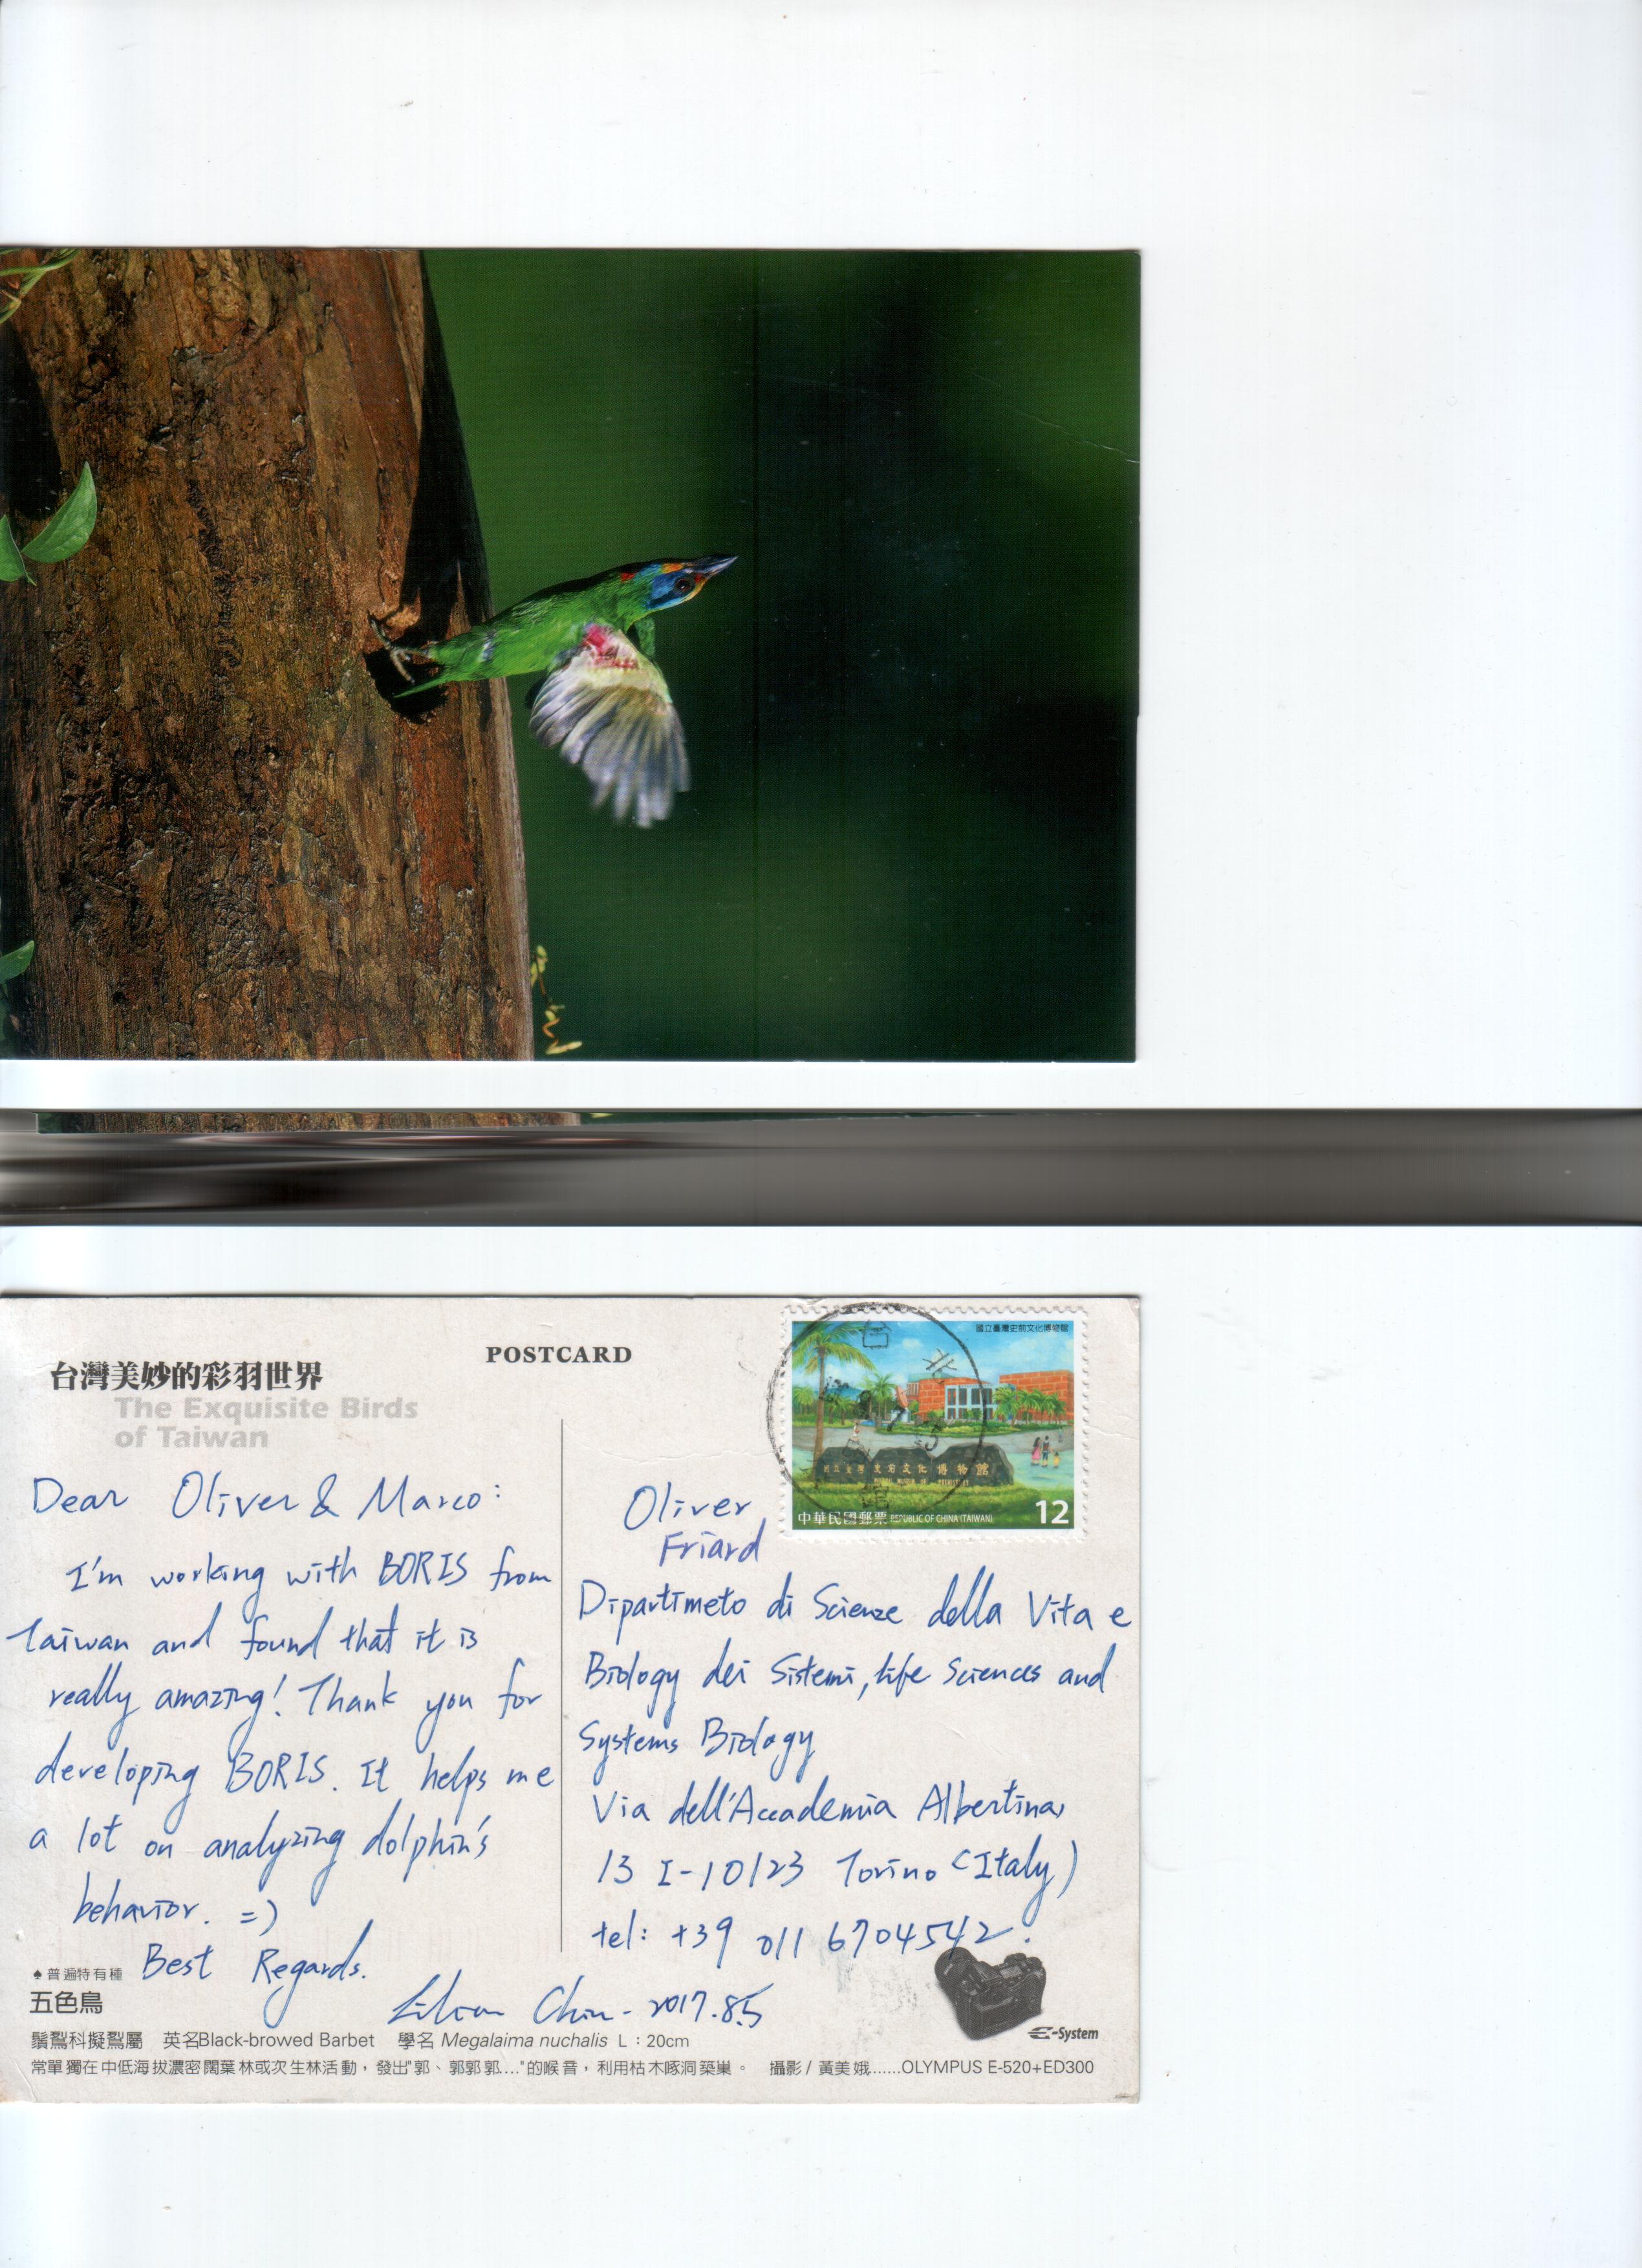 POSTCARD
台灣美妙的彩羽世界
The Exquisite Birds
of Taiwan
國立臺灣史前文化博物館
中華民國郵票 REPUBLIC OF CHINA (TAIWAN)
12
Dear Oliver & Marco:
I'm working with BORIS from
Taiwan and found that it is
really amazing! Thank you for
developing BORIS. It helps me
a lot on analyzing dolphin's
behavior. =)
Best Regards.
2017.8.5
Oliver
Friard
Dipartimeto di Scienze della Vita e
Biology dei Sistemi, life Sciences and
Systems Biology
Via dell'Accademia Albertina,
13 I-10123 Torino (Italy)
tel: +39 011 6704542.
♠普遍特有種
五色鳥
鬚鴷科擬鴷屬 英名Black-browed Barbet 學名 Megalaima nuchalis L：20cm
常單獨在中低海拔濃密闊葉林或次生林活動，發出"郭、郭郭郭...."的喉音，利用枯木啄洞築巢。 攝影 / 黃美娥.......OLYMPUS E-520+ED300
E-System